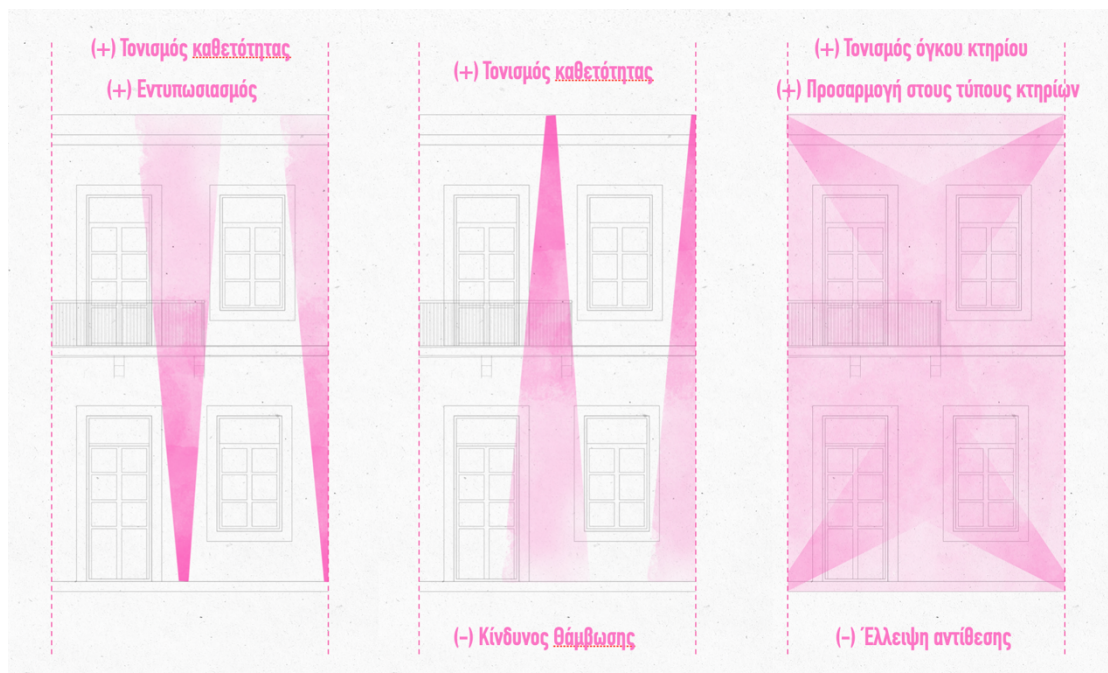 (+) Τονισμός καθετότητας
(+) Εντυπωσιασμός
(+) Τονισμός καθετότητας
(-) Κίνδυνος θάμβωσης
(+) Τονισμός όγκου κτηρίου
(+) Προσαρμογή στους τύπους κτηρίων
(-) Έλλειψη αντίθεσης